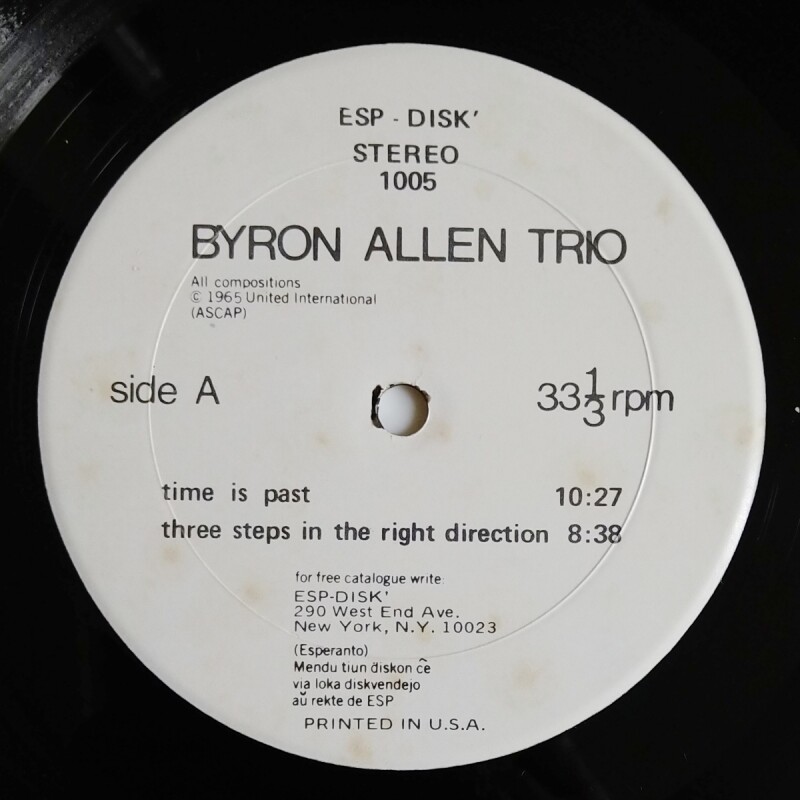 ESP - DISK'
STEREO
1005
BYRON ALLEN TRIO
All compositions
© 1965 United International
(ASCAP)
side A 33⅓ rpm
time is past 10:27
three steps in the right direction 8:38
for free catalogue write:
ESP-DISK'
290 West End Ave.
New York, N.Y. 10023
(Esperanto)
Mendu tiun diskon ĉe
via loka diskvendejo
aŭ rekte de ESP
PRINTED IN U.S.A.